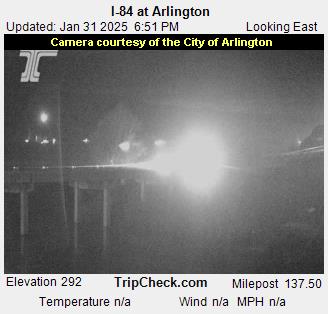 I-84 at Arlington
Updated: Jan 31 2025 6:51 PM Looking East
Camera courtesy of the City of Arlington
Elevation 292 TripCheck.com Milepost 137.50
Temperature n/a Wind n/a MPH n/a